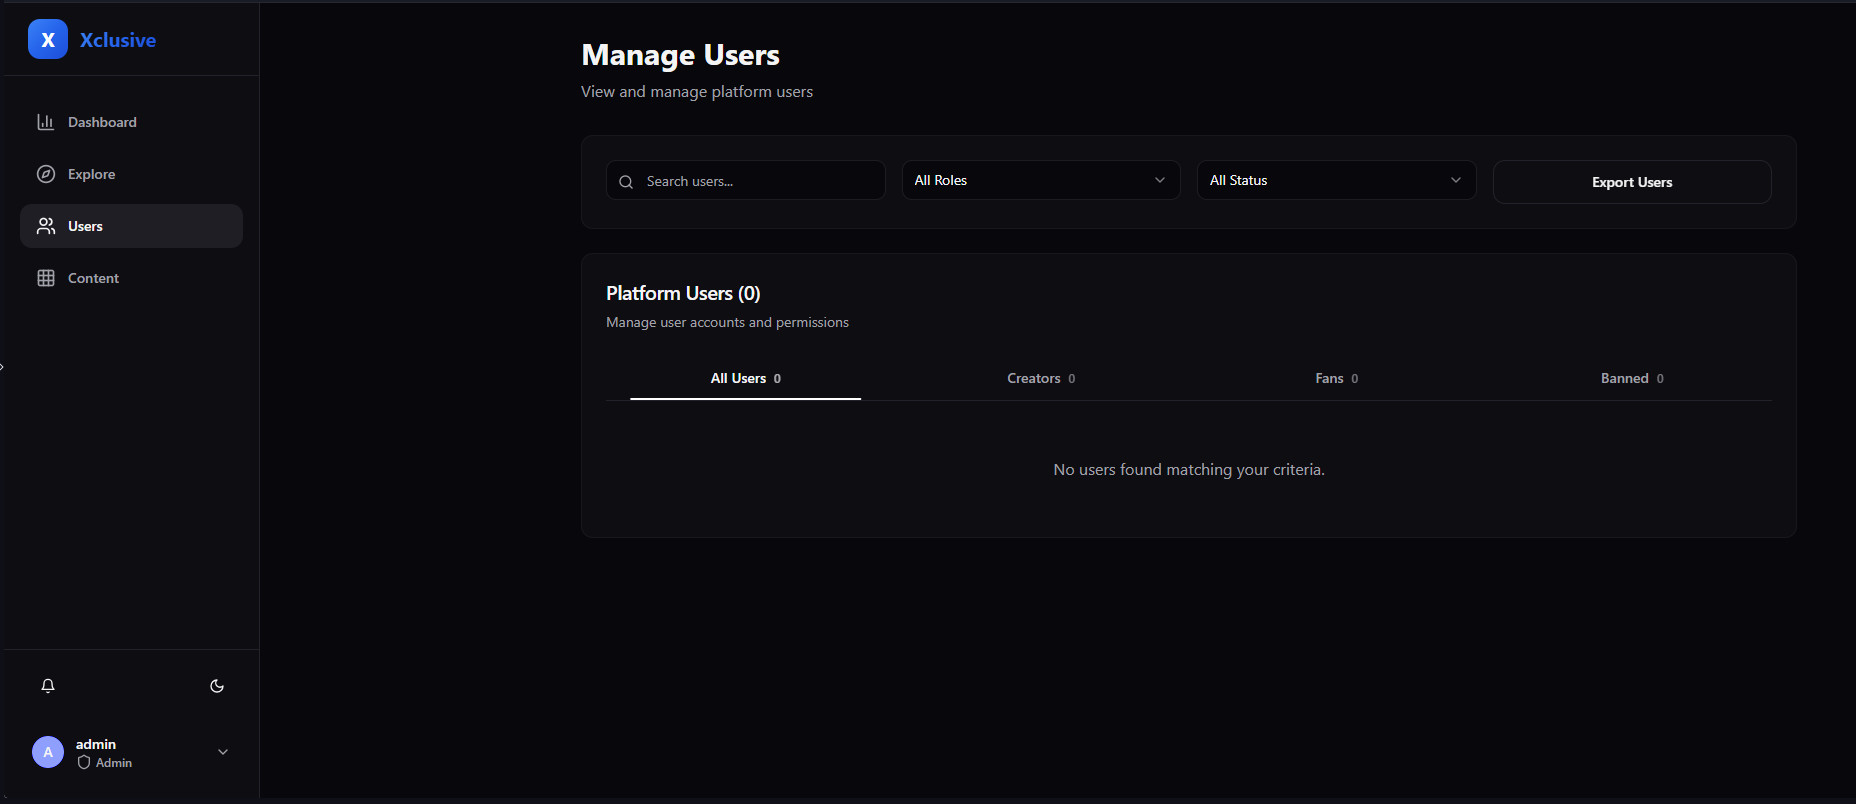 X Xclusive
Dashboard
Explore
Users
Content
A
admin
Admin
Manage Users
View and manage platform users
Search users...
All Roles
All Status
Export Users
Platform Users (0)
Manage user accounts and permissions
All Users 0
Creators 0
Fans 0
Banned 0
No users found matching your criteria.